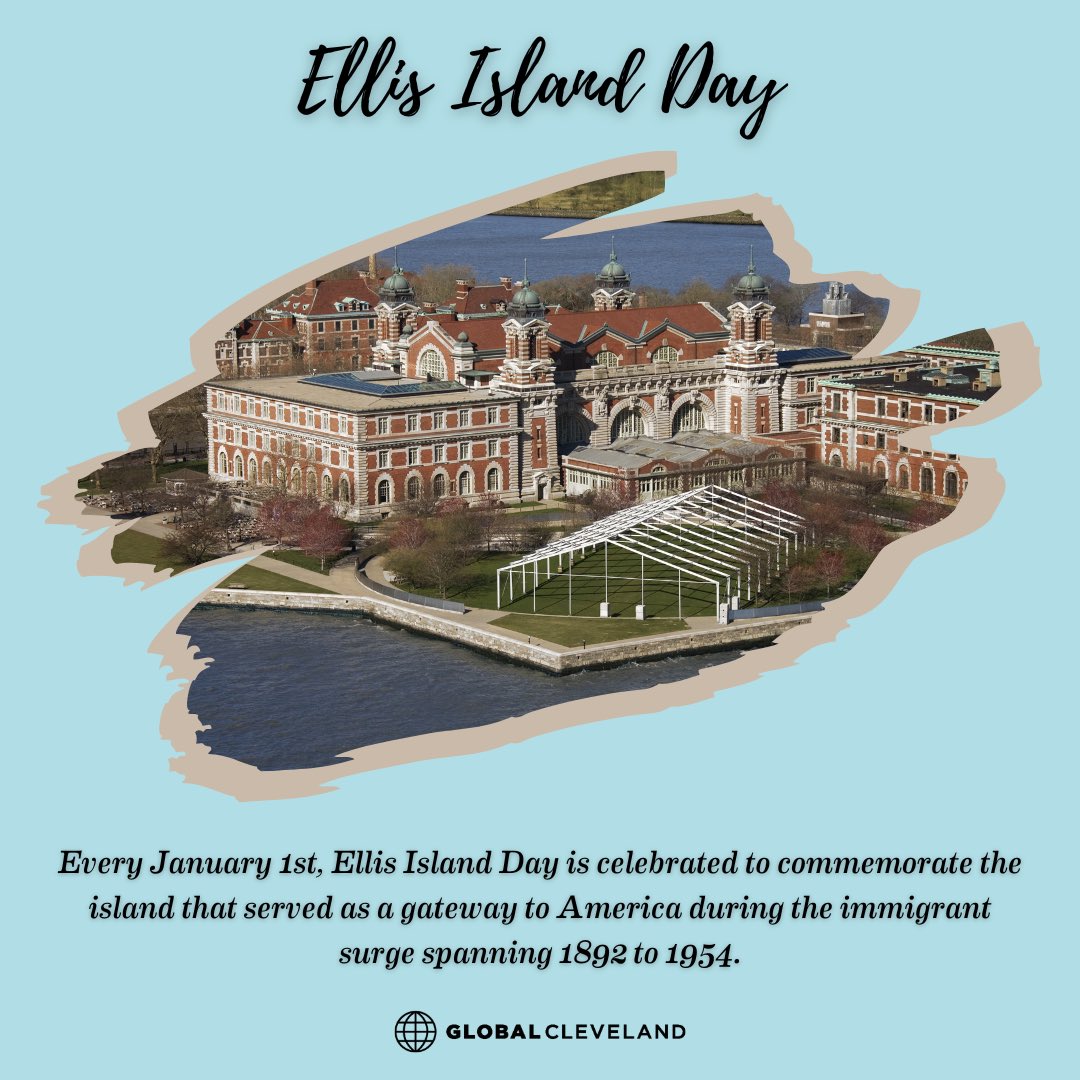 Ellis Island Day
Every January 1st, Ellis Island Day is celebrated to commemorate the
island that served as a gateway to America during the immigrant
surge spanning 1892 to 1954.
GLOBAL CLEVELAND